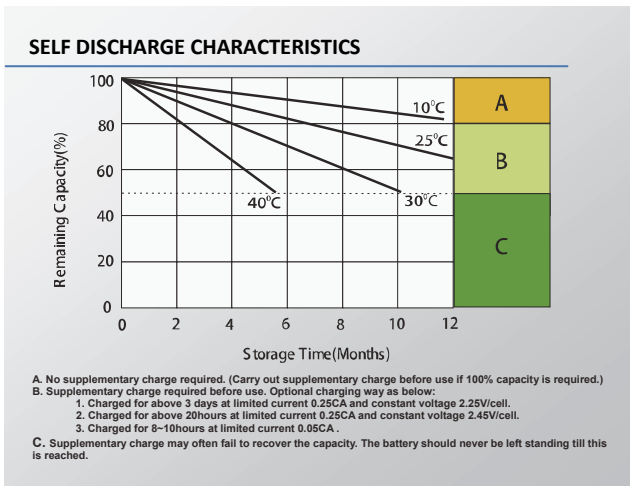 SELF DISCHARGE CHARACTERISTICS
100
80
60
40
20
0
Remaining Capacity(%)
10°C
25°C
40°C
30°C
A
B
C
0 2 4 6 8 10 12
Storage Time(Months)
A. No supplementary charge required. (Carry out supplementary charge before use if 100% capacity is required.)
B. Supplementary charge required before use. Optional charging way as below:
1. Charged for above 3 days at limited current 0.25CA and constant voltage 2.25V/cell.
2. Charged for above 20hours at limited current 0.25CA and constant voltage 2.45V/cell.
3. Charged for 8~10hours at limited current 0.05CA .
C. Supplementary charge may often fail to recover the capacity. The battery should never be left standing till this
is reached.